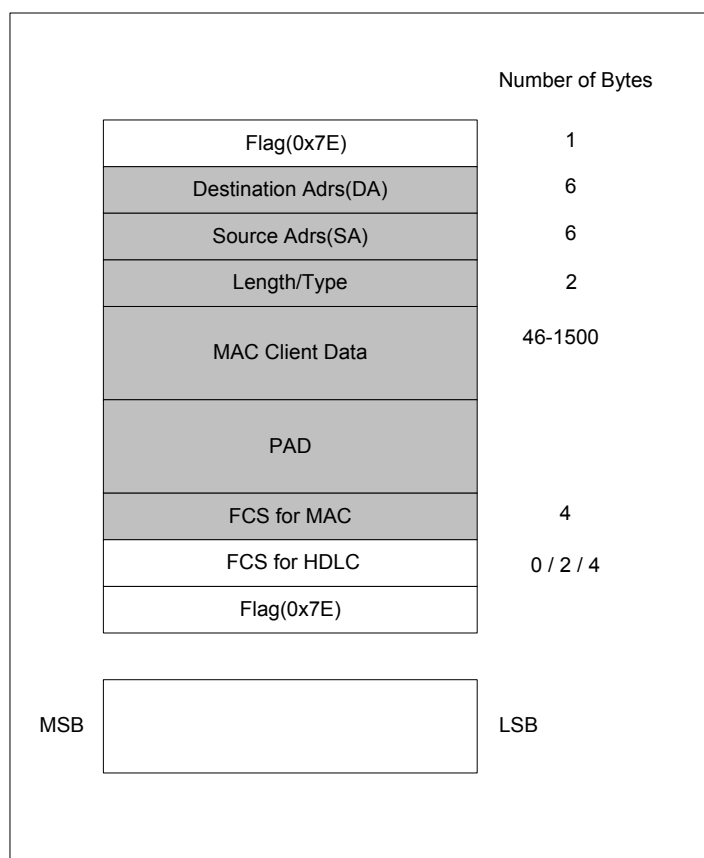 Number of Bytes
Flag(0x7E) 1
Destination Adrs(DA) 6
Source Adrs(SA) 6
Length/Type 2
MAC Client Data 46-1500
PAD
FCS for MAC 4
FCS for HDLC 0 / 2 / 4
Flag(0x7E)
MSB LSB